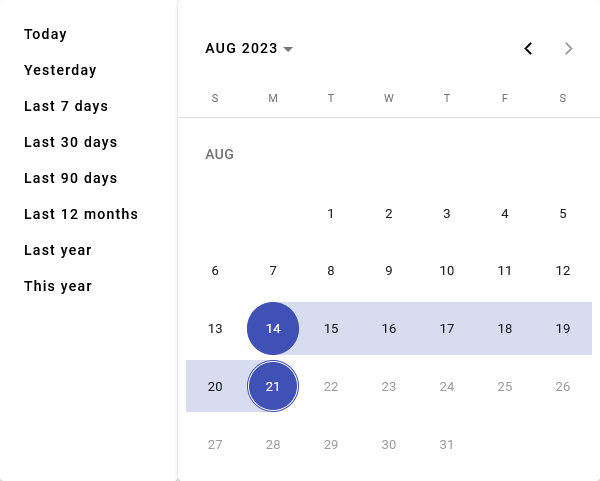 Today
Yesterday
Last 7 days
Last 30 days
Last 90 days
Last 12 months
Last year
This year
AUG 2023
S M T W T F S
AUG
1 2 3 4 5
6 7 8 9 10 11 12
13 14 15 16 17 18 19
20 21 22 23 24 25 26
27 28 29 30 31